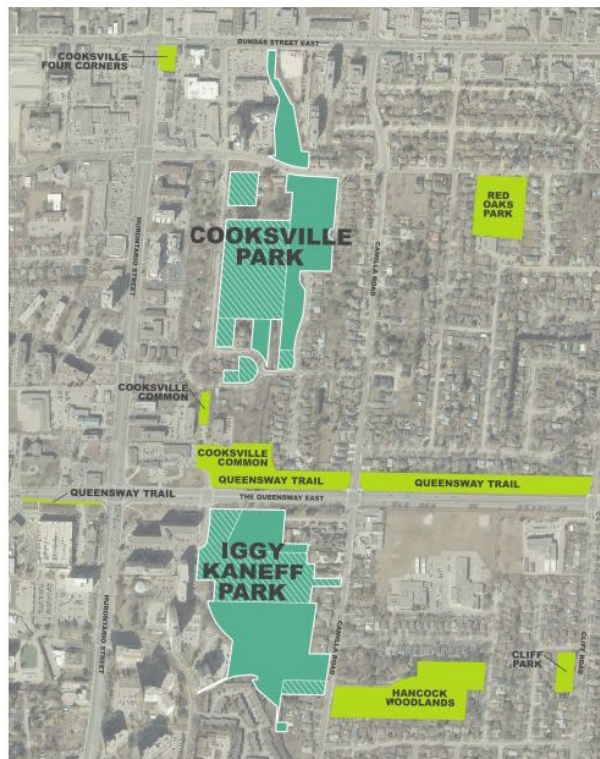 DUNDAS STREET EAST
COOKSVILLE
FOUR CORNERS
HURONTARIO STREET
RED
OAKS
PARK
COOKSVILLE
PARK
CAMILLA ROAD
COOKSVILLE
COMMON
COOKSVILLE
COMMON
QUEENSWAY TRAIL
QUEENSWAY TRAIL
QUEENSWAY TRAIL
THE QUEENSWAY EAST
IGGY
KANEFF
PARK
HURONTARIO STREET
CAMILLA ROAD
CLIFF
PARK
CLIFF ROAD
HANCOCK
WOODLANDS